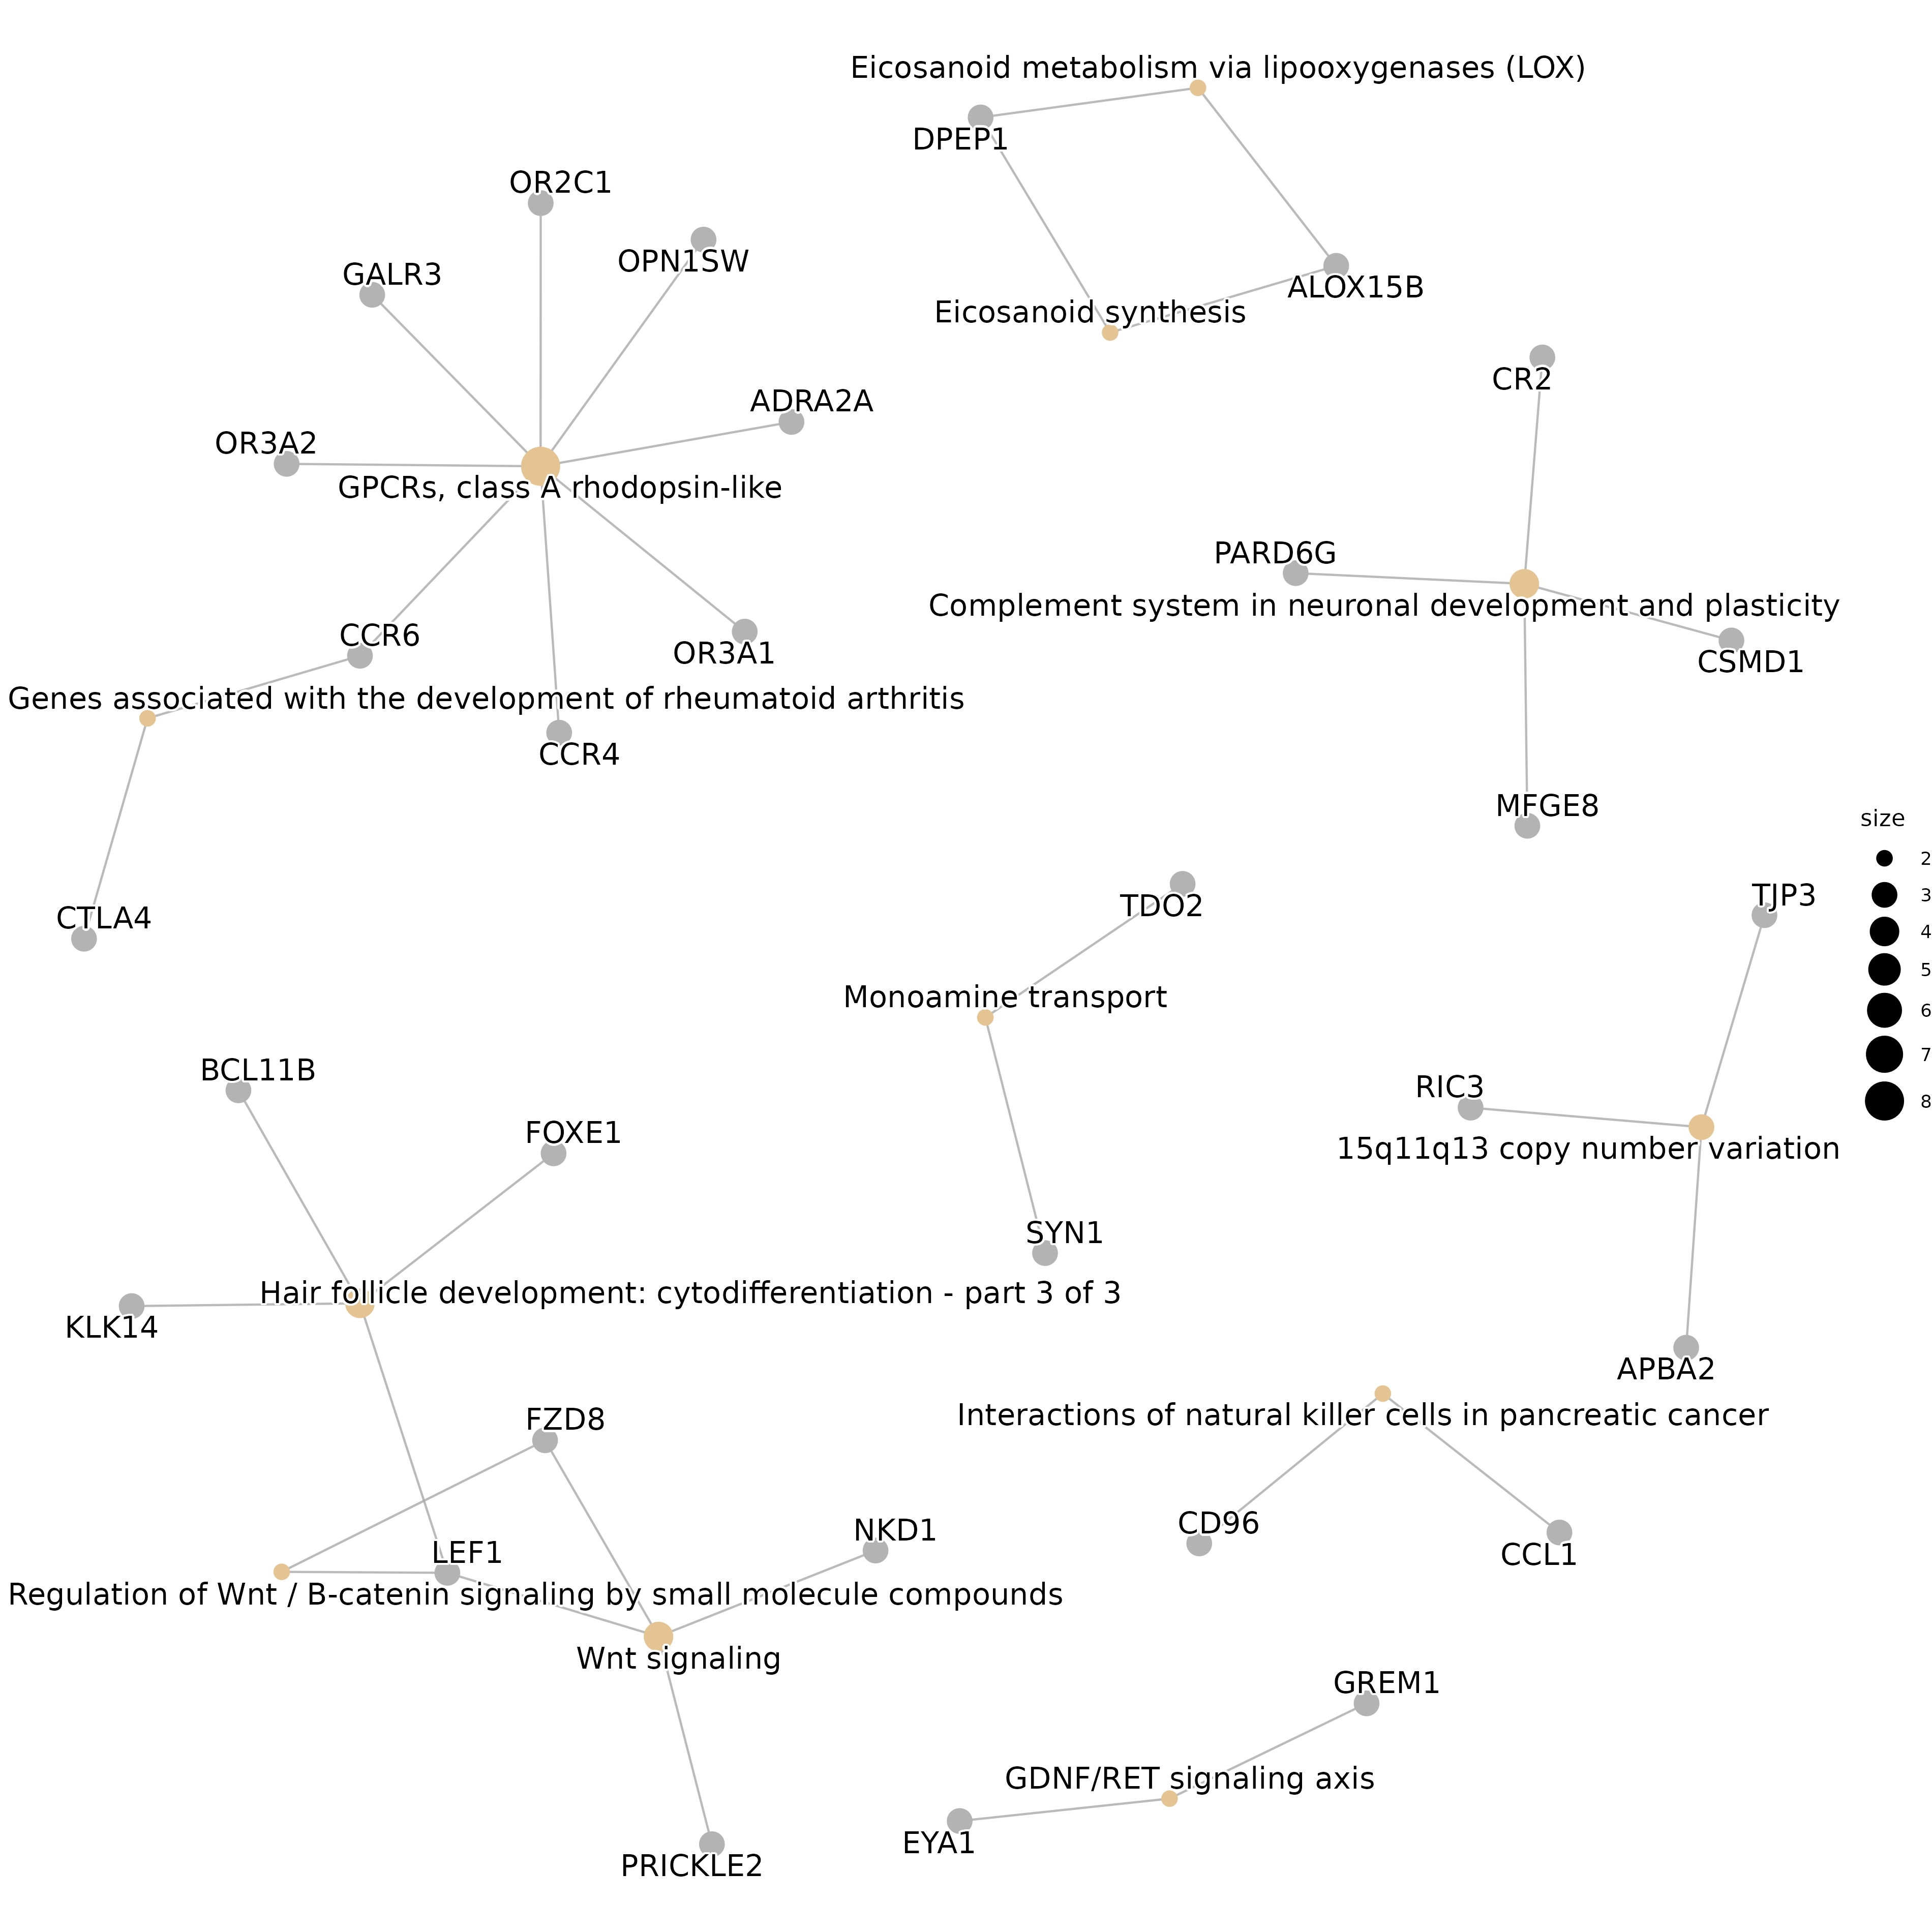 Eicosanoid metabolism via lipooxygenases (LOX)
DPEP1
OR2C1
OPN1SW
GALR3
ALOX15B
Eicosanoid synthesis
CR2
ADRA2A
OR3A2
GPCRs, class A rhodopsin-like
PARD6G
Complement system in neuronal development and plasticity
CCR6
OR3A1
CSMD1
Genes associated with the development of rheumatoid arthritis
CCR4
MFGE8
size
2
3
4
5
6
7
8
TJP3
TDO2
CTLA4
Monoamine transport
BCL11B
RIC3
FOXE1
15q11q13 copy number variation
SYN1
Hair follicle development: cytodifferentiation - part 3 of 3
KLK14
APBA2
FZD8
Interactions of natural killer cells in pancreatic cancer
CD96
NKD1
LEF1
CCL1
Regulation of Wnt / B-catenin signaling by small molecule compounds
Wnt signaling
GREM1
GDNF/RET signaling axis
EYA1
PRICKLE2